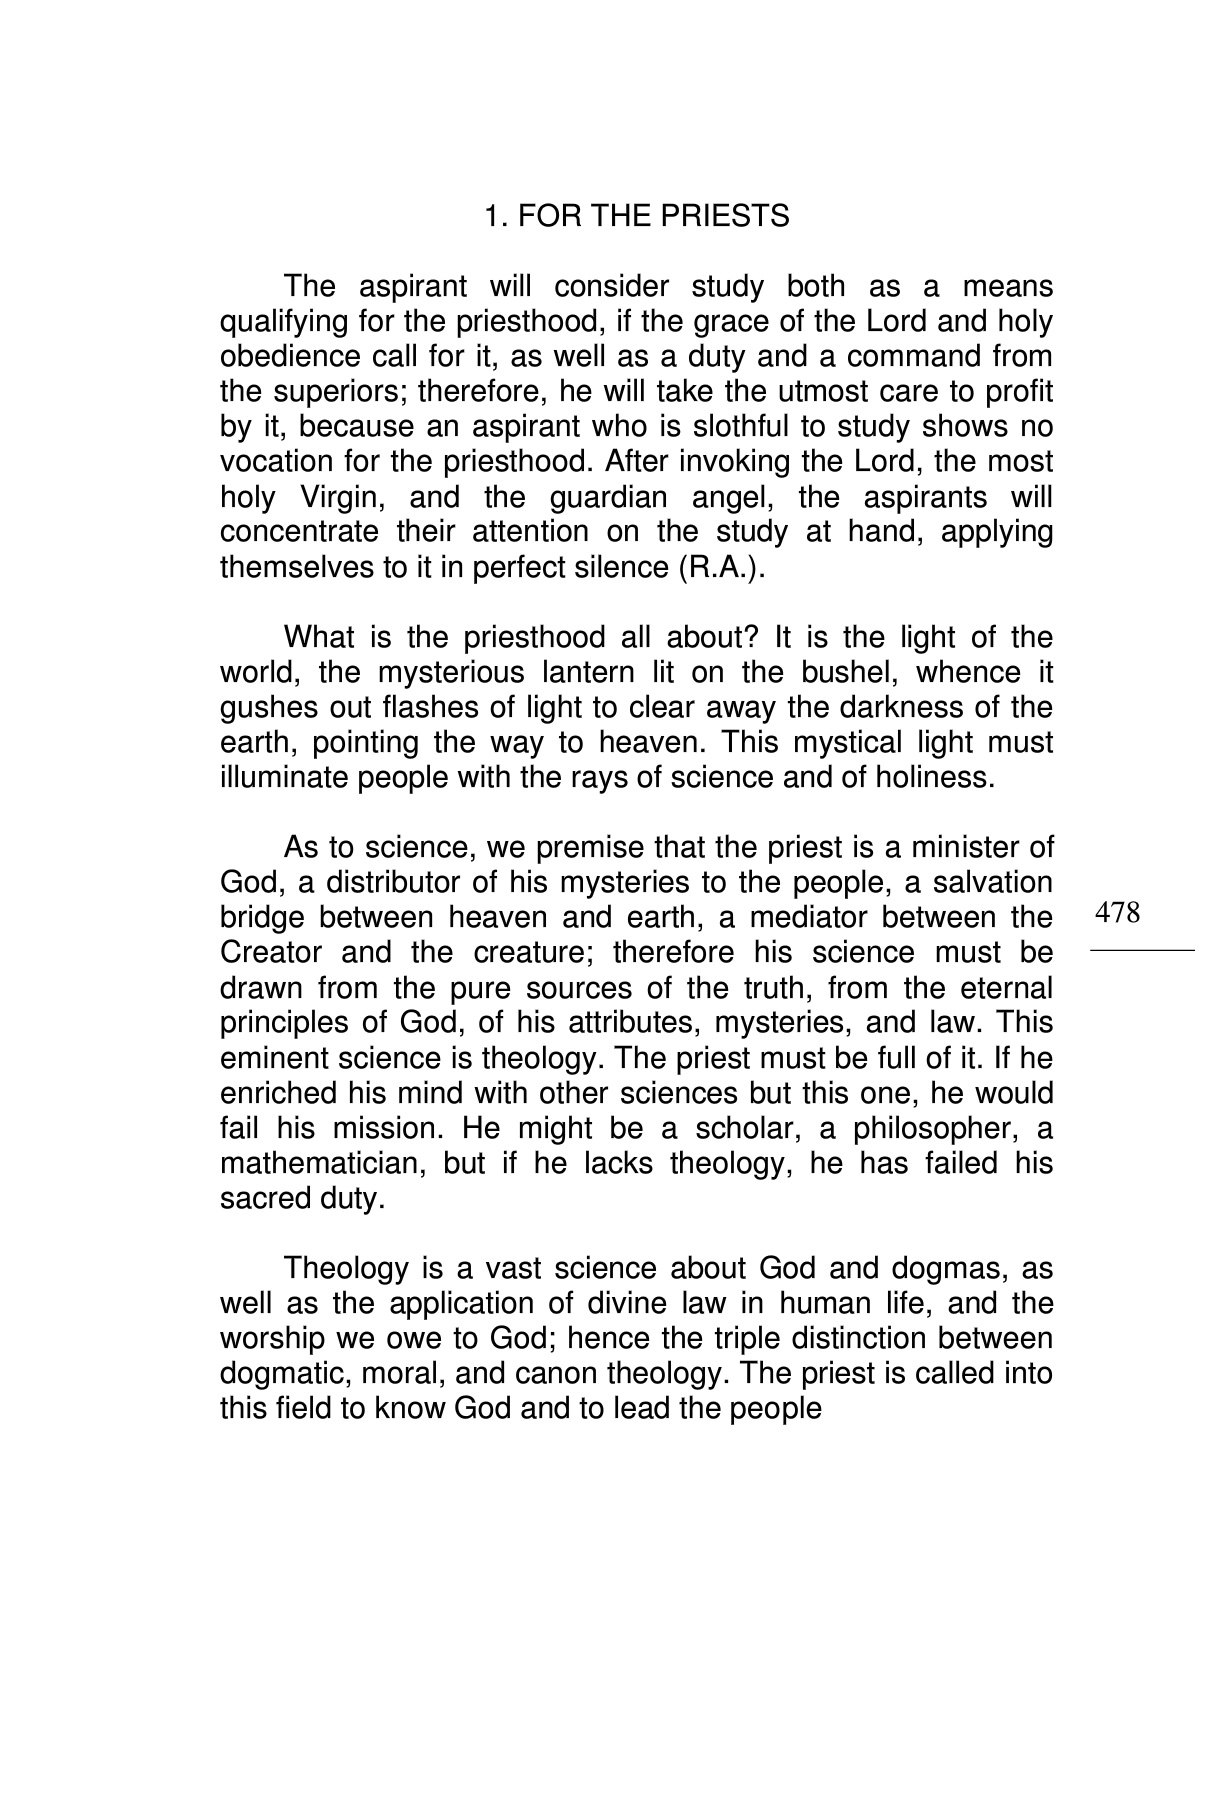 1. FOR THE PRIESTS
The aspirant will consider study both as a means
qualifying for the priesthood, if the grace of the Lord and holy
obedience call for it, as well as a duty and a command from
the superiors; therefore, he will take the utmost care to profit
by it, because an aspirant who is slothful to study shows no
vocation for the priesthood. After invoking the Lord, the most
holy Virgin, and the guardian angel, the aspirants will
concentrate their attention on the study at hand, applying
themselves to it in perfect silence (R.A.).
What is the priesthood all about? It is the light of the
world, the mysterious lantern lit on the bushel, whence it
gushes out flashes of light to clear away the darkness of the
earth, pointing the way to heaven. This mystical light must
illuminate people with the rays of science and of holiness.
As to science, we premise that the priest is a minister of
God, a distributor of his mysteries to the people, a salvation
bridge between heaven and earth, a mediator between the
Creator and the creature; therefore his science must be
drawn from the pure sources of the truth, from the eternal
principles of God, of his attributes, mysteries, and law. This
eminent science is theology. The priest must be full of it. If he
enriched his mind with other sciences but this one, he would
fail his mission. He might be a scholar, a philosopher, a
mathematician, but if he lacks theology, he has failed his
sacred duty.
Theology is a vast science about God and dogmas, as
well as the application of divine law in human life, and the
worship we owe to God; hence the triple distinction between
dogmatic, moral, and canon theology. The priest is called into
this field to know God and to lead the people
478